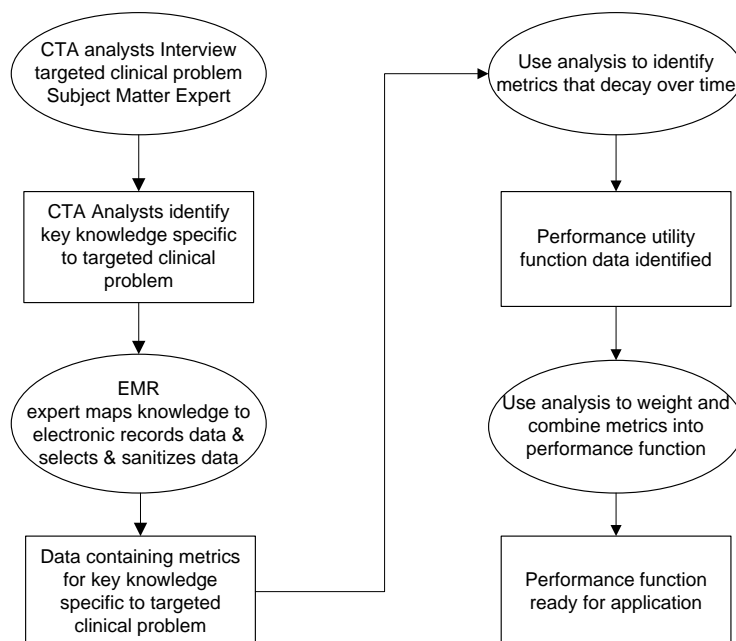 CTA analysts Interview
targeted clinical problem
Subject Matter Expert
CTA Analysts identify
key knowledge specific
to targeted clinical
problem
EMR
expert maps knowledge to
electronic records data &
selects & sanitizes data
Data containing metrics
for key knowledge
specific to targeted
clinical problem
Use analysis to identify
metrics that decay over time
Performance utility
function data identified
Use analysis to weight and
combine metrics into
performance function
Performance function
ready for application